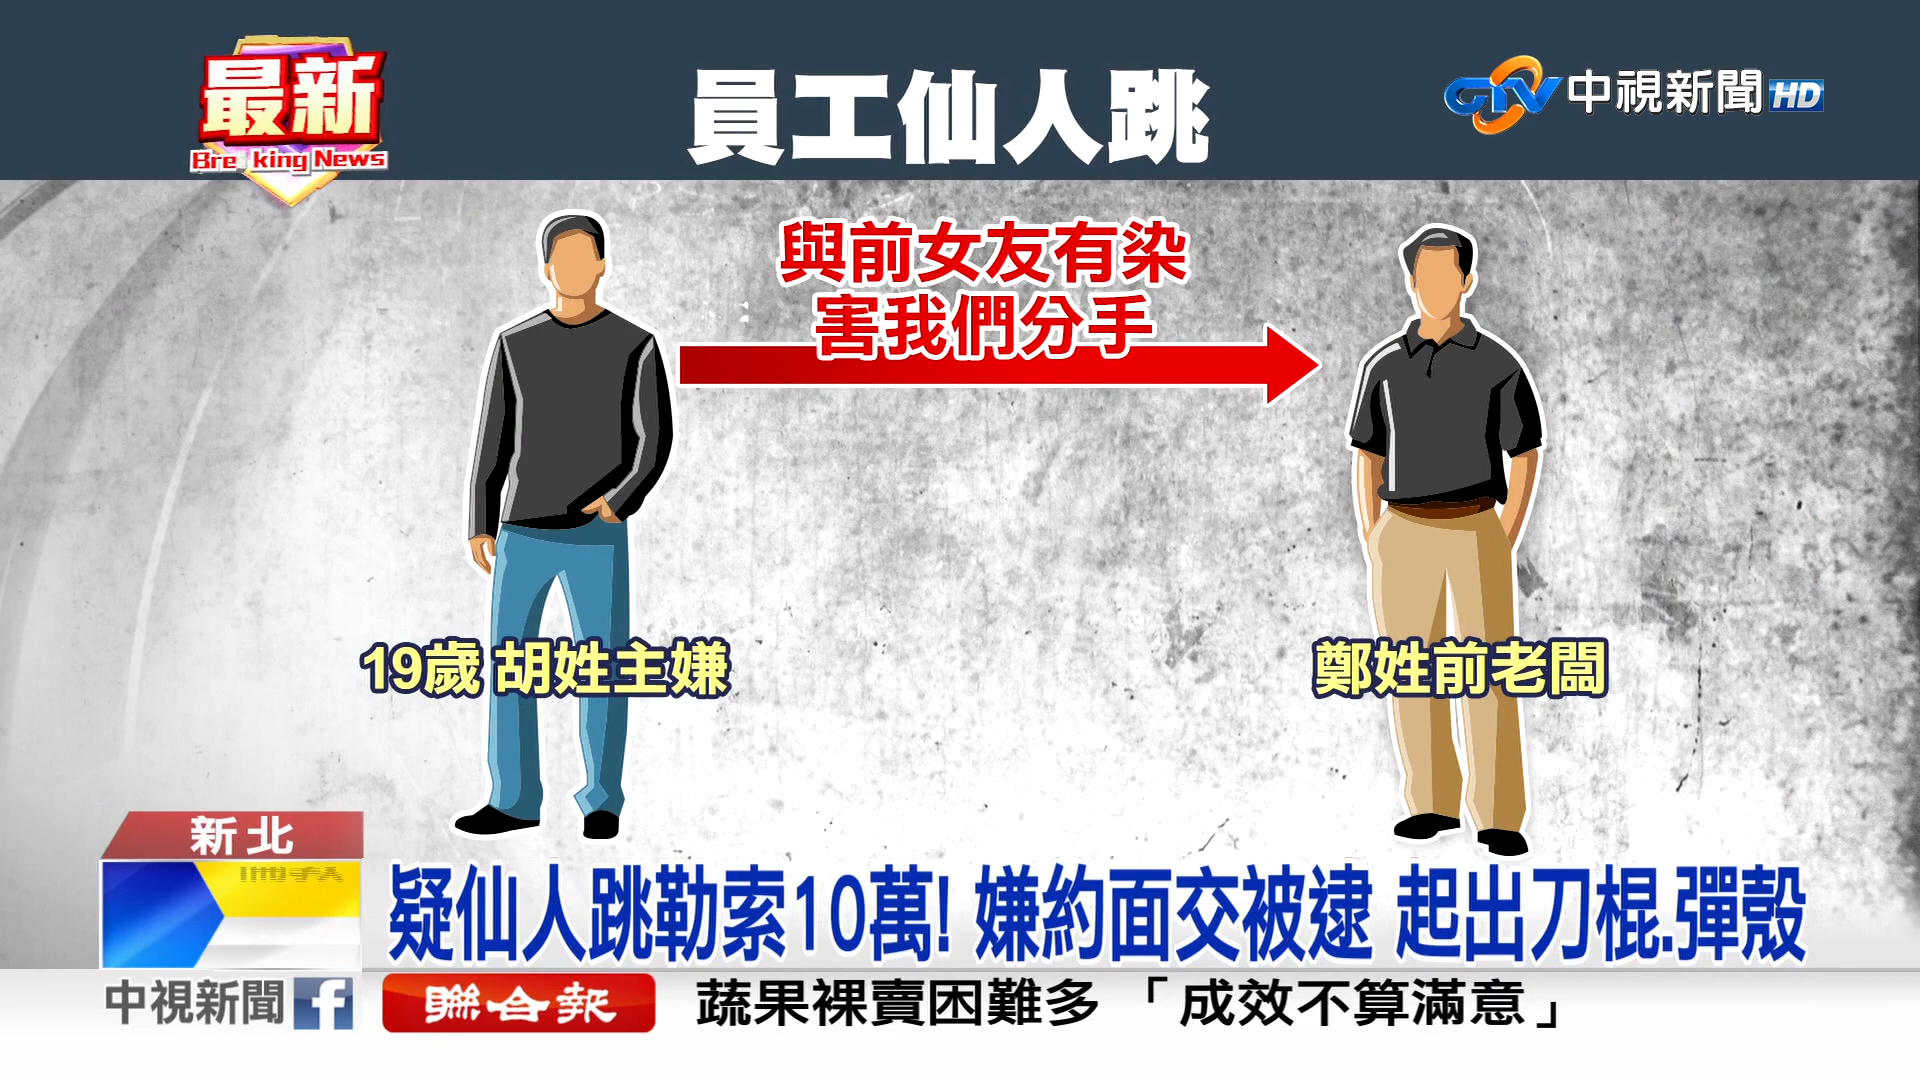 最新
Breaking News
員工仙人跳
CTV 中視新聞 HD
與前女友有染
害我們分手
19歲 胡姓主嫌
鄭姓前老闆
新北
疑仙人跳勒索10萬! 嫌約面交被逮 起出刀棍.彈殼
中視新聞 f
聯合報
蔬果裸賣困難多 「成效不算滿意」